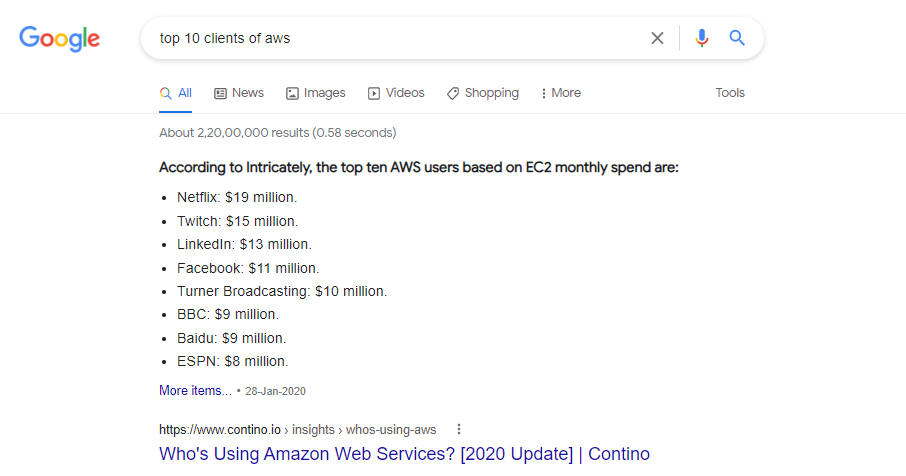 Google
top 10 clients of aws
All News Images Videos Shopping More Tools
About 2,20,00,000 results (0.58 seconds)
According to Intricately, the top ten AWS users based on EC2 monthly spend are:
• Netflix: $19 million.
• Twitch: $15 million.
• LinkedIn: $13 million.
• Facebook: $11 million.
• Turner Broadcasting: $10 million.
• BBC: $9 million.
• Baidu: $9 million.
• ESPN: $8 million.
More items... • 28-Jan-2020
https://www.contino.io › insights › whos-using-aws
Who's Using Amazon Web Services? [2020 Update] | Contino